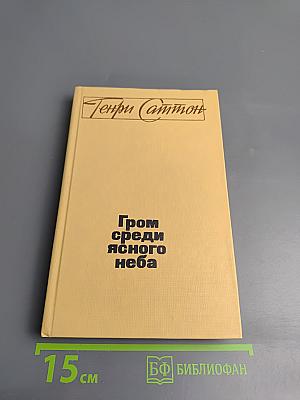 Генри Саттон
Гром
среди
ясного
неба
15 см
БФ БИБЛИОФАН